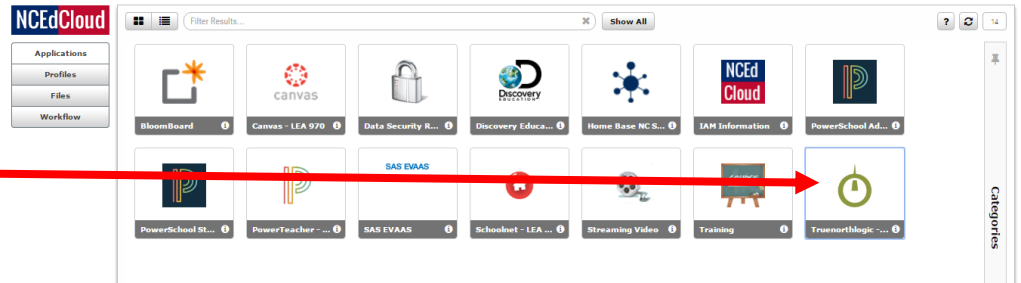 NCEdCloud
Filter Results...
Show All
?
14
Applications
Profiles
Files
Workflow
canvas
Discovery
EDUCATION
NCEd
Cloud
BloomBoard
Canvas - LEA 970
Data Security R...
Discovery Educa...
Home Base NC S...
IAM Information
PowerSchool Ad...
SAS EVAAS
PowerSchool St...
PowerTeacher - ...
SAS EVAAS
Schoolnet - LEA ...
Streaming Video
Training
Truenorthlogic -...
Categories